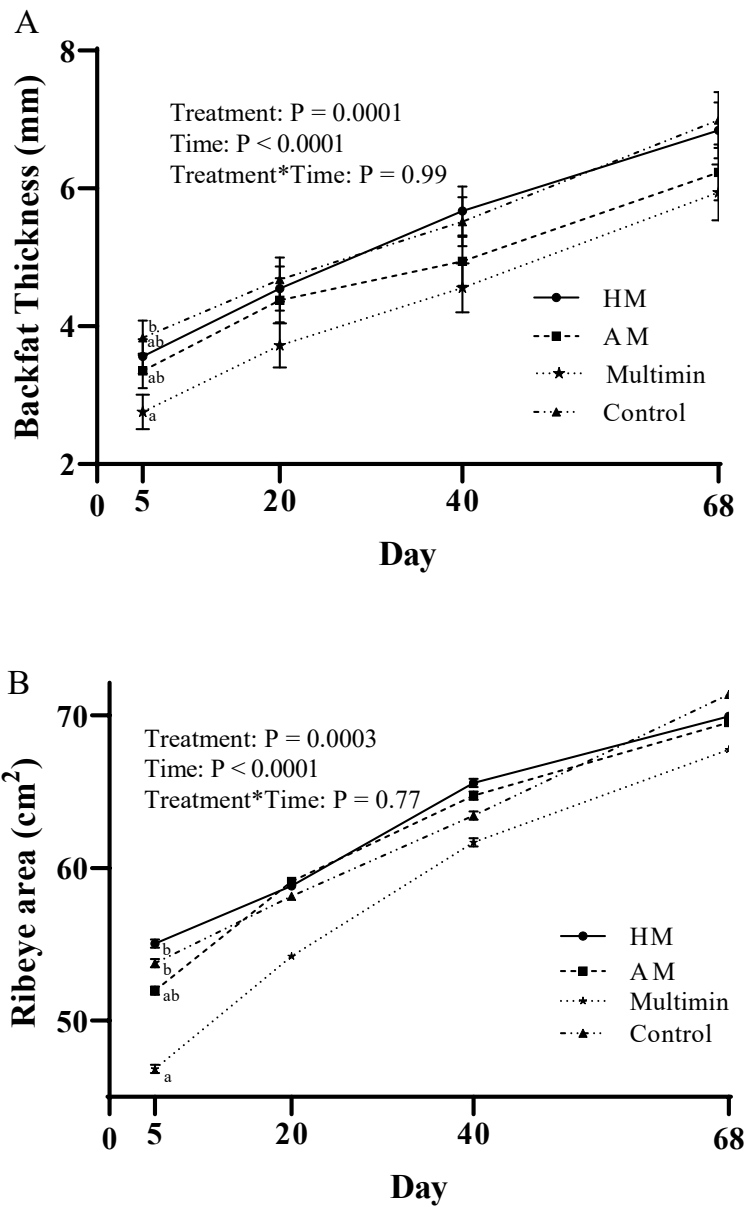 A
Backfat Thickness (mm)
8
6
4
2
Treatment: P = 0.0001
Time: P < 0.0001
Treatment*Time: P = 0.99
b
ab
ab
a
HM
AM
Multimin
Control
0 5 20 40 68
Day
B
Ribeye area (cm²)
70
60
50
Treatment: P = 0.0003
Time: P < 0.0001
Treatment*Time: P = 0.77
b
b
ab
a
HM
AM
Multimin
Control
0 5 20 40 68
Day